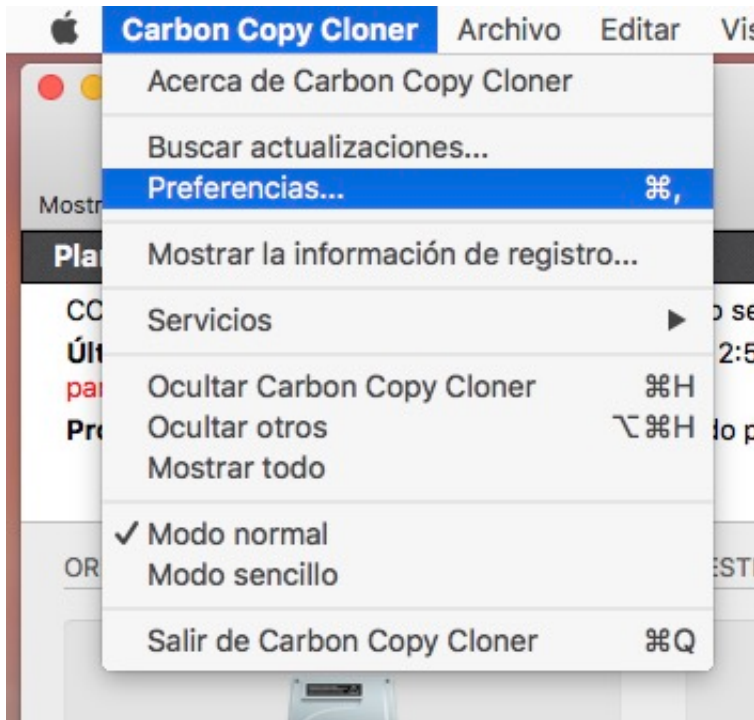 Carbon Copy Cloner Archivo Editar
Acerca de Carbon Copy Cloner
Buscar actualizaciones...
Preferencias... ⌘,
Mostrar la información de registro...
Servicios ▶
Ocultar Carbon Copy Cloner ⌘H
Ocultar otros ⌥⌘H
Mostrar todo
✓ Modo normal
Modo sencillo
Salir de Carbon Copy Cloner ⌘Q